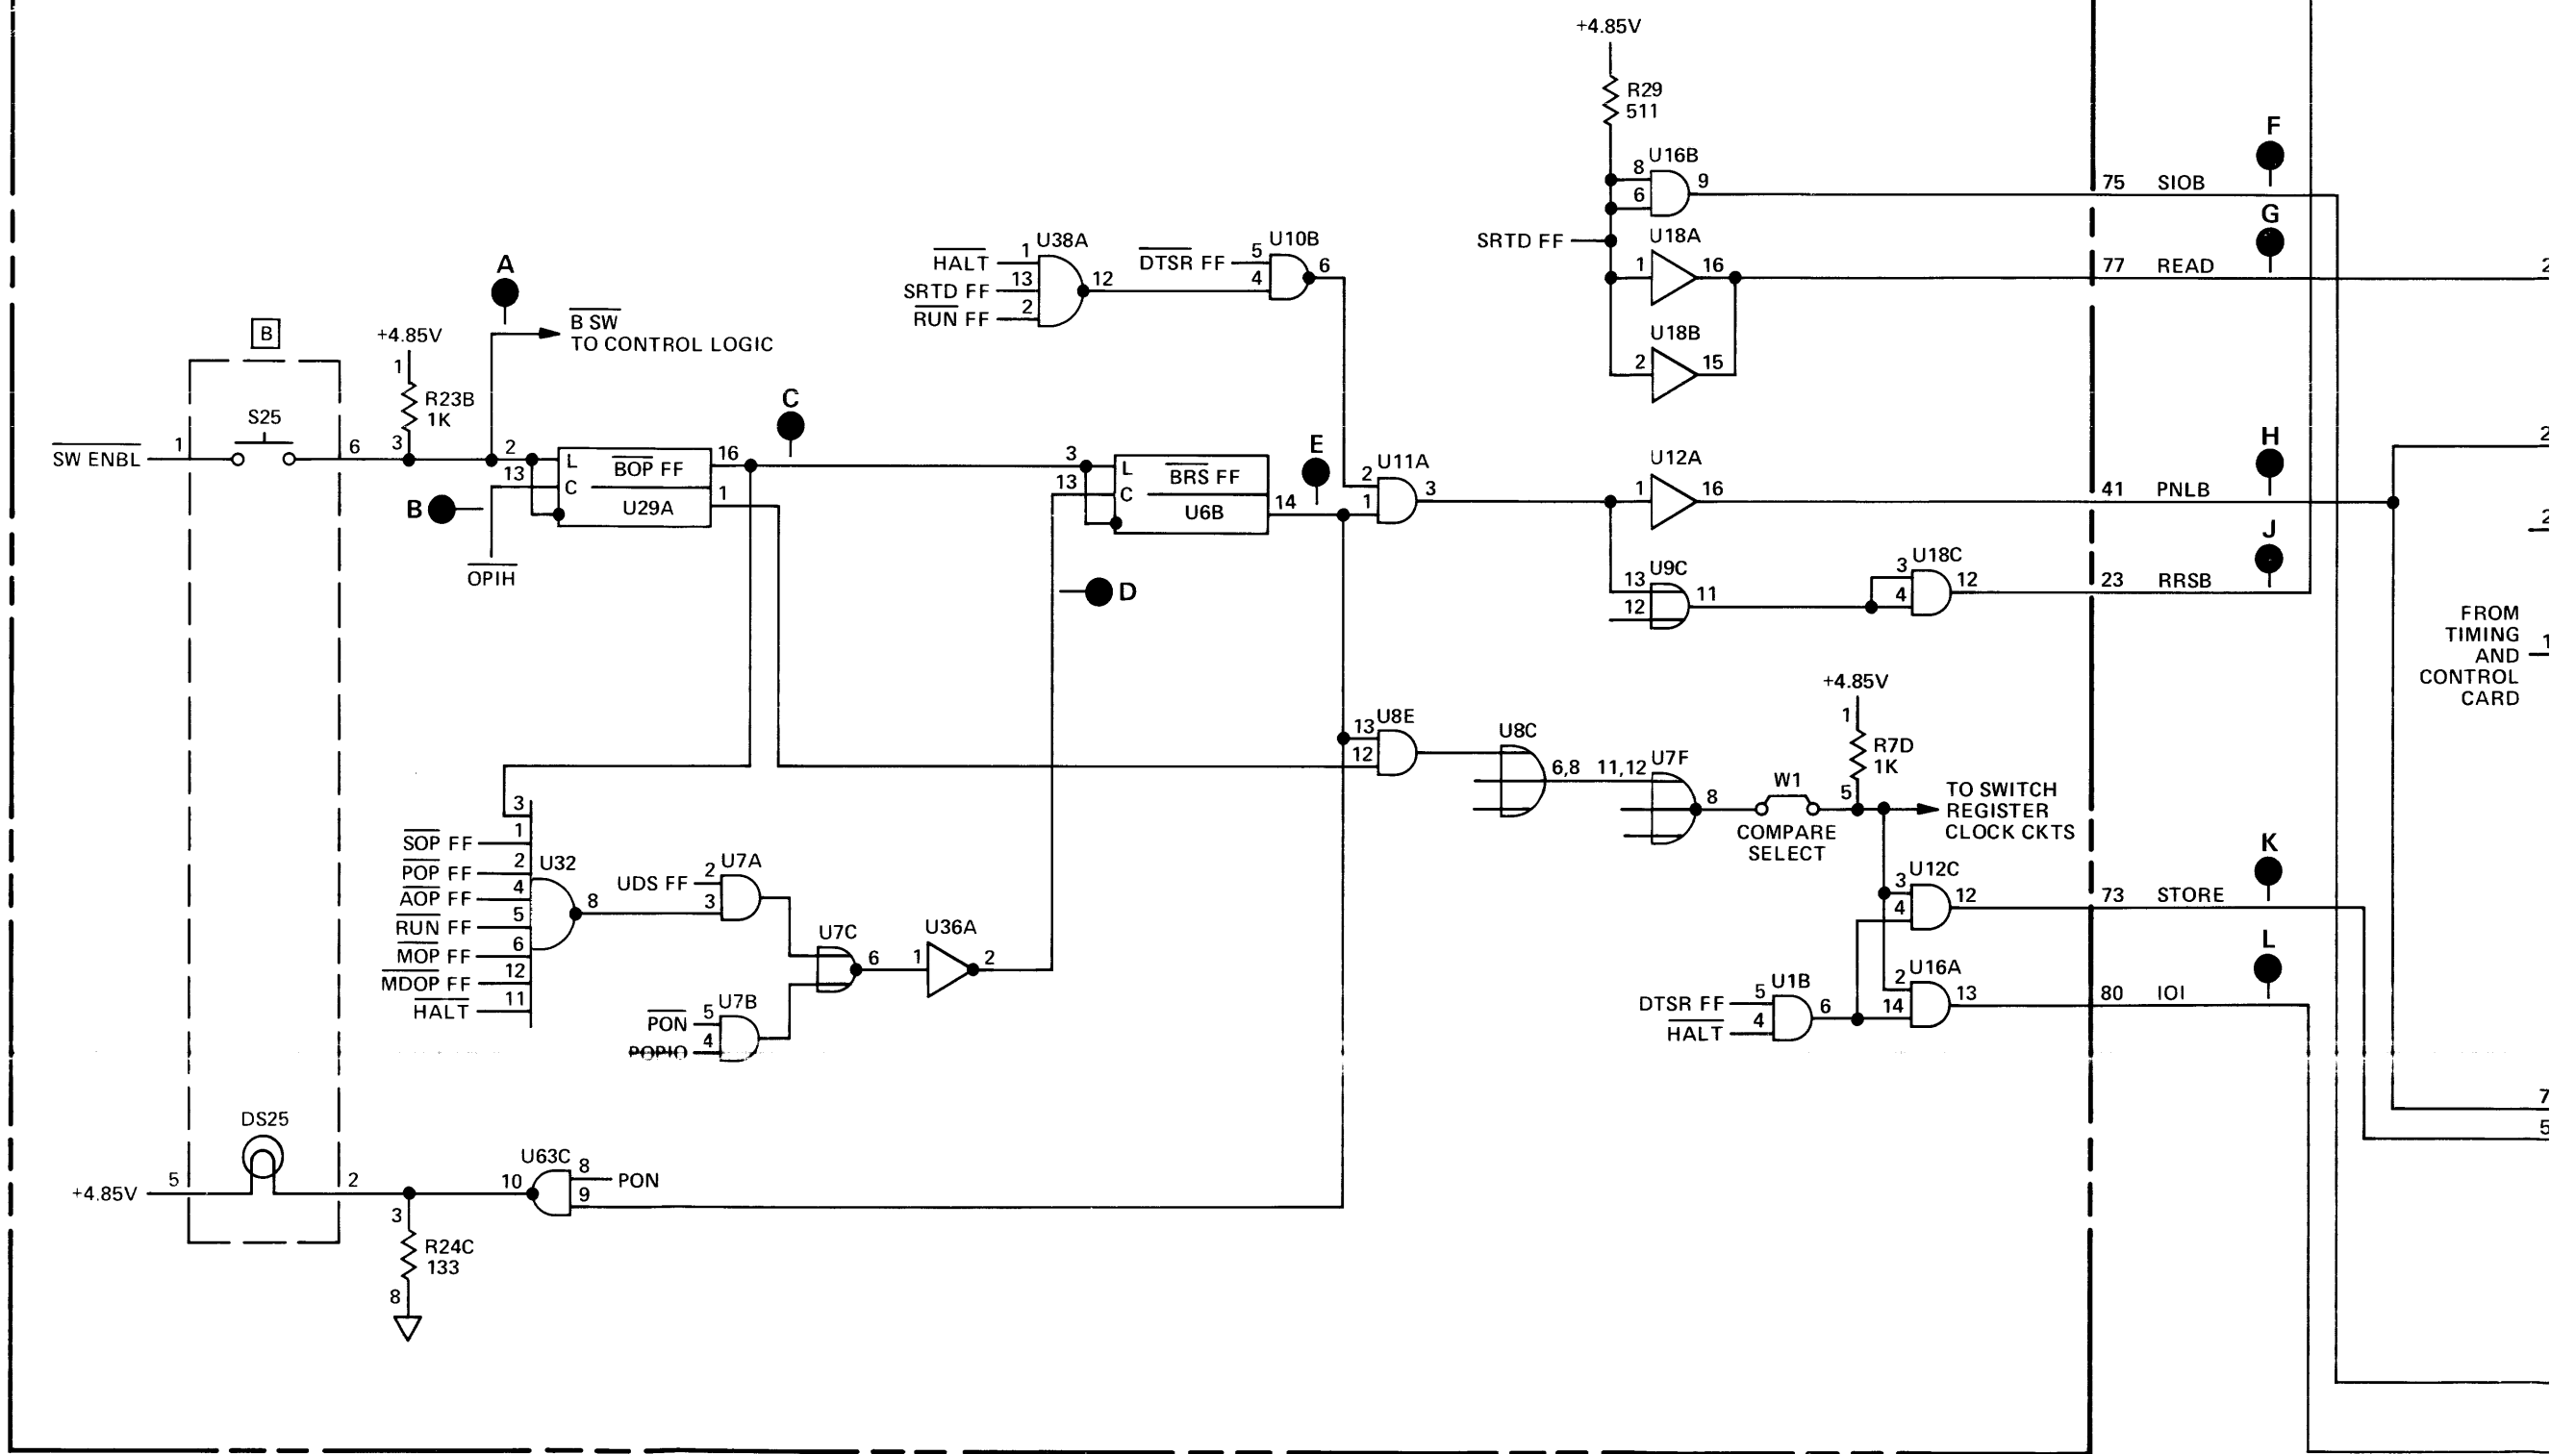 +4.85V
R29
511
F
U16B
8
6
9
75 SIOB
G
SRTD FF
U18A
1
16
77 READ
2
U18B
2
15
A
B SW
TO CONTROL LOGIC
HALT
SRTD FF
RUN FF
1
13
2
U38A
12
DTSR FF
5
4
U10B
6
B
+4.85V
1
R23B
1K
3
S25
SW ENBL
1
6
2
13
L
C
BOP FF
U29A
16
1
B
OPIH
C
3
13
L
C
BRS FF
U6B
14
E
D
U11A
2
1
3
U12A
1
16
H
41 PNLB
2
2
J
U9C
13
12
11
U18C
3
4
12
23 RRSB
FROM
TIMING
AND
CONTROL
CARD
1
U8E
13
12
U8C
6,8
11,12
U7F
8
W1
COMPARE
SELECT
+4.85V
1
R7D
1K
5
TO SWITCH
REGISTER
CLOCK CKTS
3
SOP FF
1
POP FF
2
AOP FF
4
RUN FF
5
MOP FF
6
MDOP FF
12
HALT
11
U32
8
UDS FF
2
3
U7A
U7C
6
U36A
1
2
PON
5
POPIO
4
U7B
K
U12C
3
4
12
73 STORE
L
U16A
2
14
13
80 IOI
DTSR FF
5
HALT
4
U1B
6
7
5
DS25
+4.85V
5
2
U63C
10
8
PON
9
3
R24C
133
8